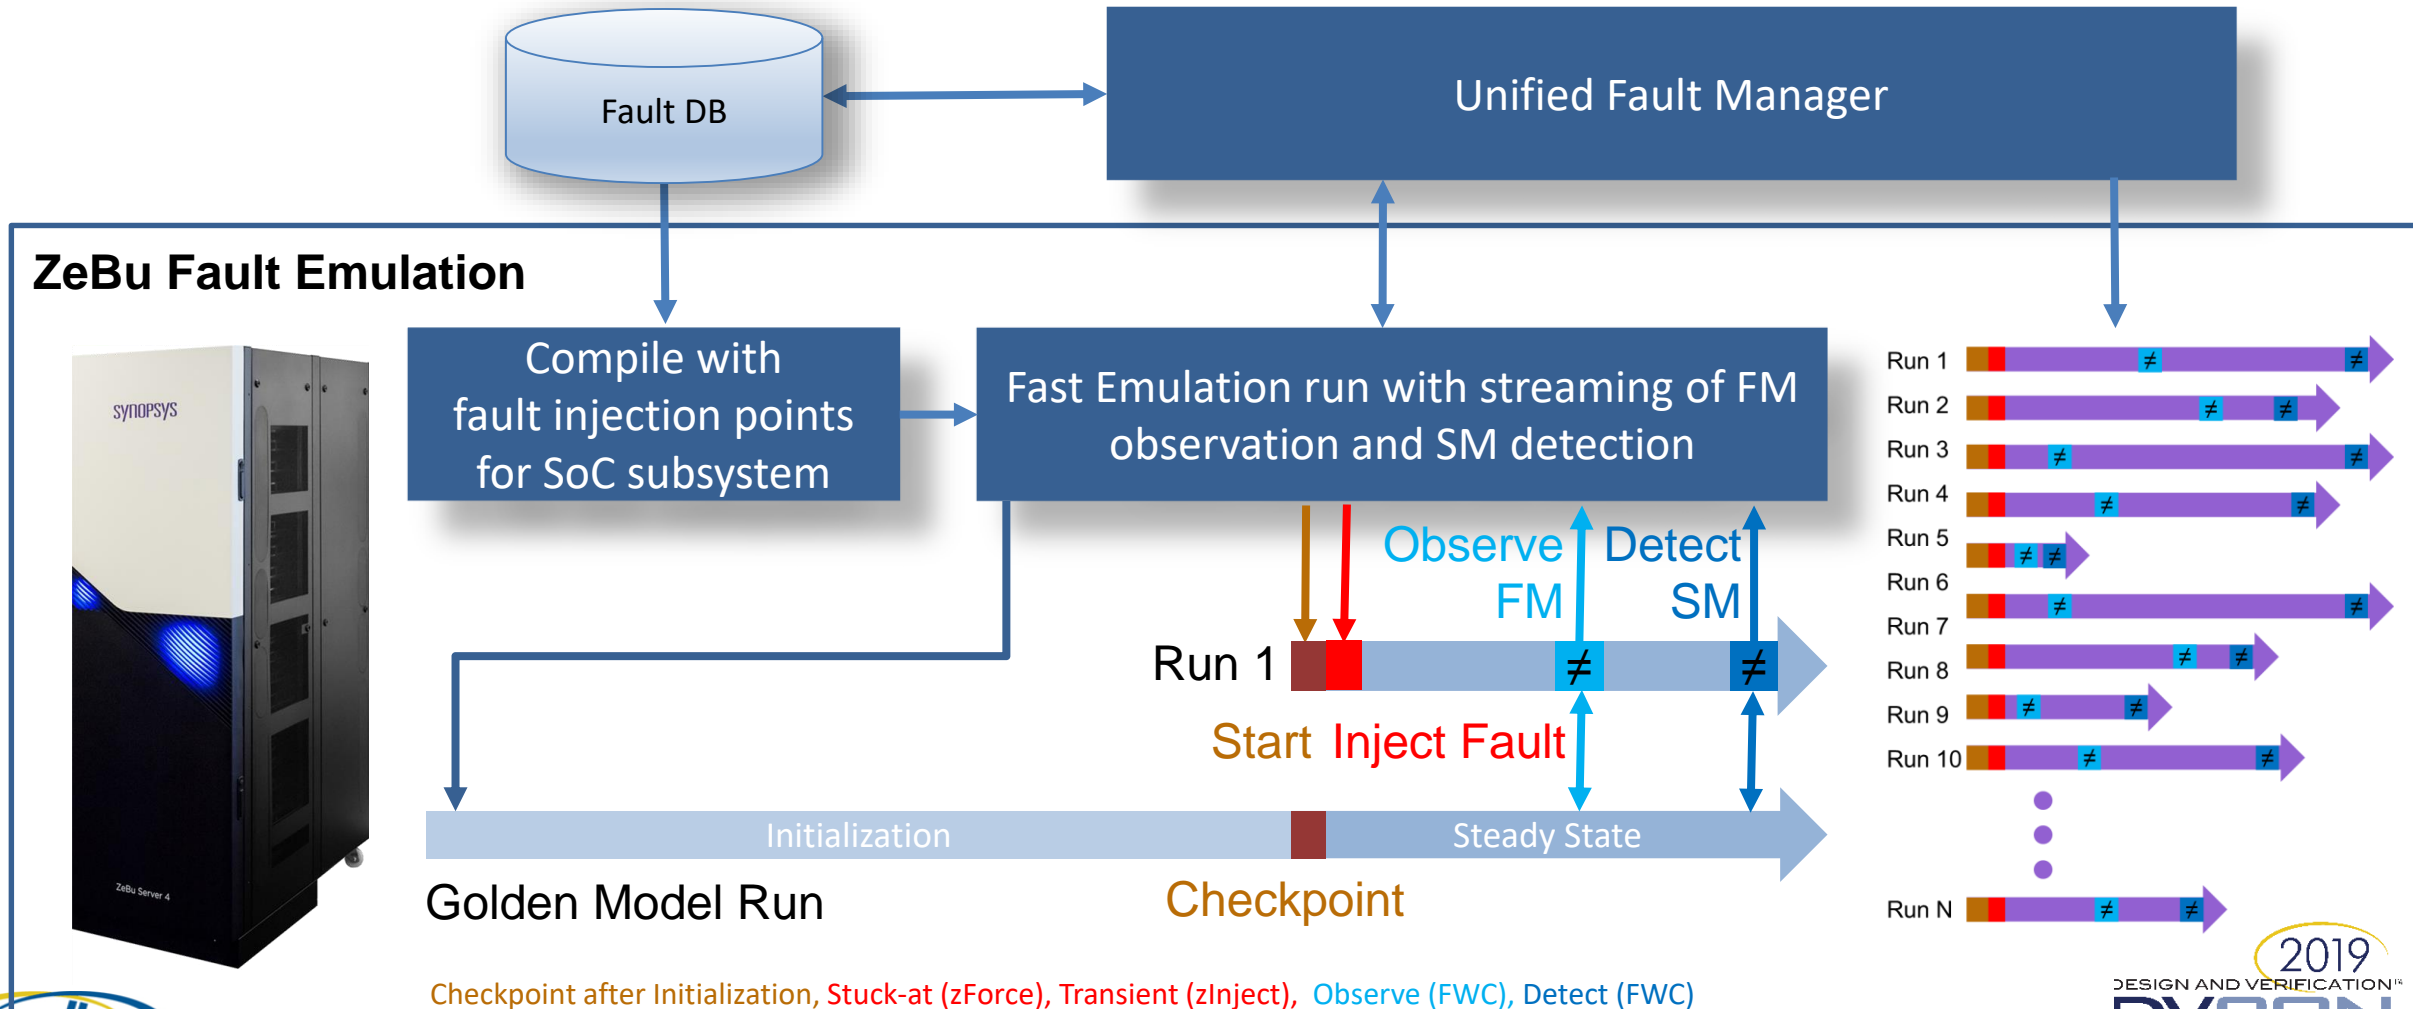 Fault DB
Unified Fault Manager
ZeBu Fault Emulation
SYNOPSYS
ZeBu Server 4
Compile with
fault injection points
for SoC subsystem
Fast Emulation run with streaming of FM
observation and SM detection
Observe
FM
Detect
SM
Run 1
≠
≠
Start
Inject Fault
Initialization
Steady State
Golden Model Run
Checkpoint
Run 1
≠ ≠
Run 2
≠ ≠
Run 3
≠ ≠
Run 4
≠ ≠
Run 5
≠ ≠
Run 6
≠ ≠
Run 7
Run 8
≠ ≠
Run 9
≠ ≠
Run 10
≠ ≠
Run N
≠ ≠
Checkpoint after Initialization, Stuck-at (zForce), Transient (zInject), Observe (FWC), Detect (FWC)
2019
DESIGN AND VERIFICATION™